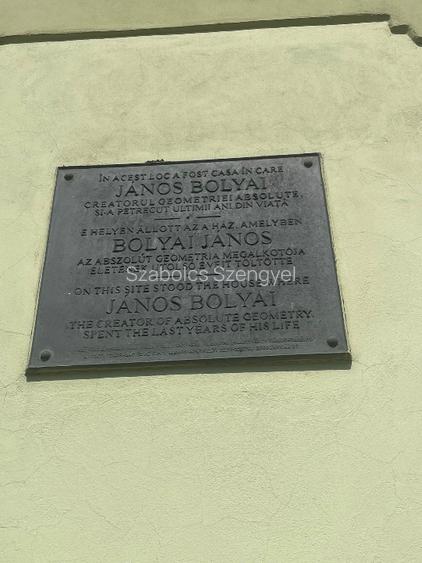 ÎN ACEST LOC A FOST CASA ÎN CARE
JÁNOS BOLYAI
CREATORUL GEOMETRIEI ABSOLUTE,
ȘI-A PETRECUT ULTIMII ANI DIN VIAȚĂ
E HELYEN ÁLLOTT AZ A HÁZ, AMELYBEN
BOLYAI JÁNOS
AZ ABSZOLÚT GEOMETRIA MEGALKOTÓJA
ÉLETÉNEK UTOLSÓ ÉVEIT TÖLTÖTTE
Szabolcs Szengyel
ON THIS SITE STOOD THE HOUSE WHERE
JÁNOS BOLYAI
THE CREATOR OF ABSOLUTE GEOMETRY,
SPENT THE LAST YEARS OF HIS LIFE